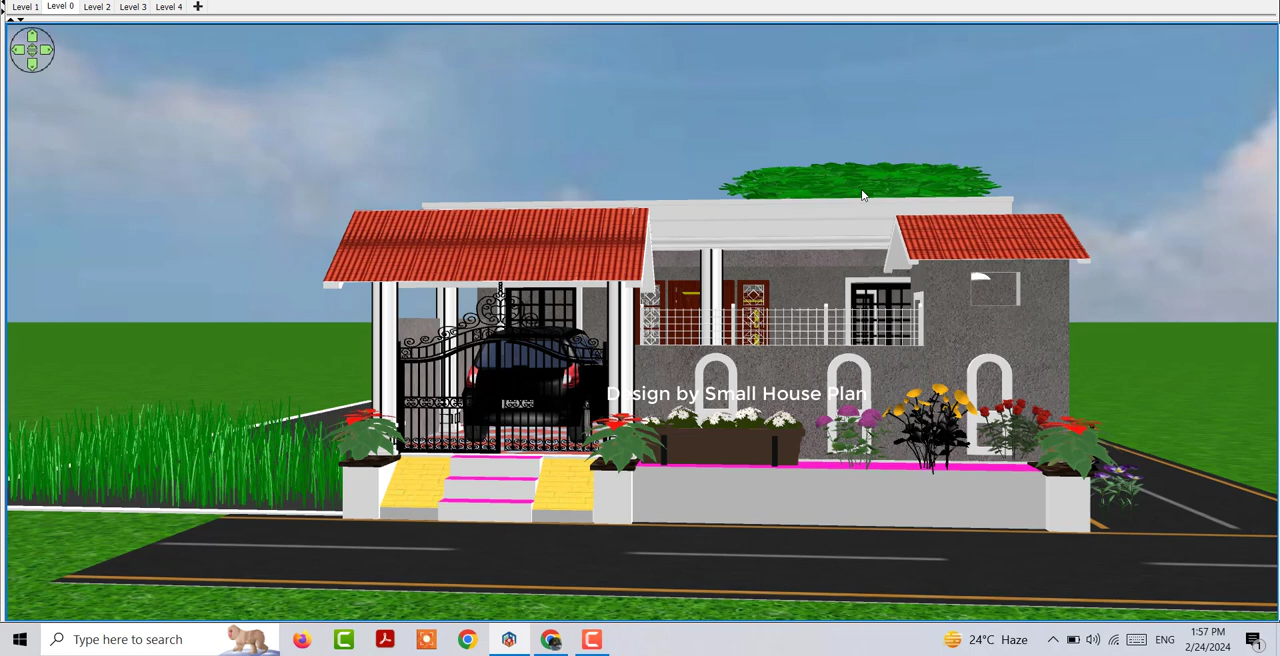 Level 1 Level 0 Level 2 Level 3 Level 4
Design by Small House Plan
Type here to search
24°C Haze
ENG
1:57 PM
2/24/2024
1